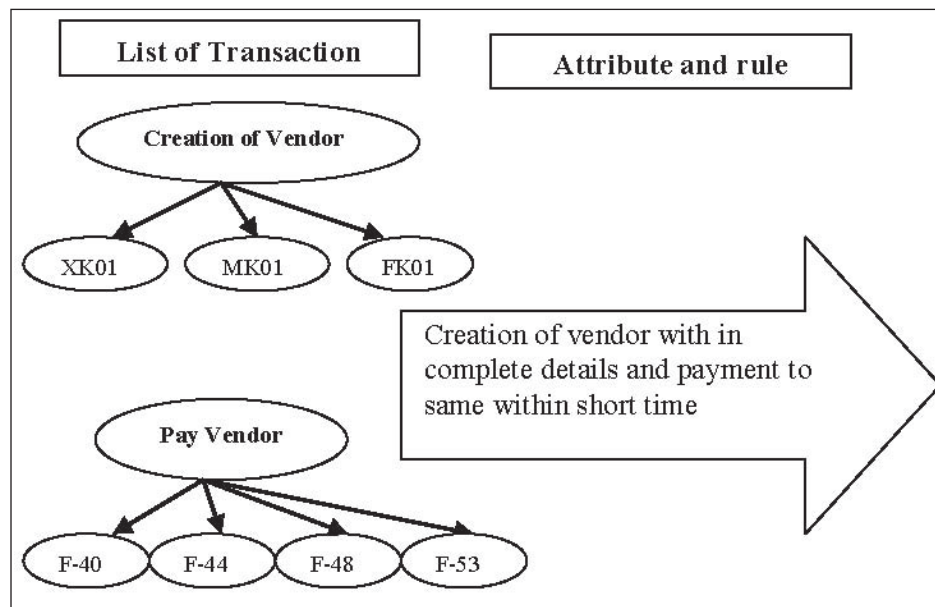 List of Transaction
Attribute and rule
Creation of Vendor
XK01
MK01
FK01
Creation of vendor with in
complete details and payment to
same within short time
Pay Vendor
F-40
F-44
F-48
F-53